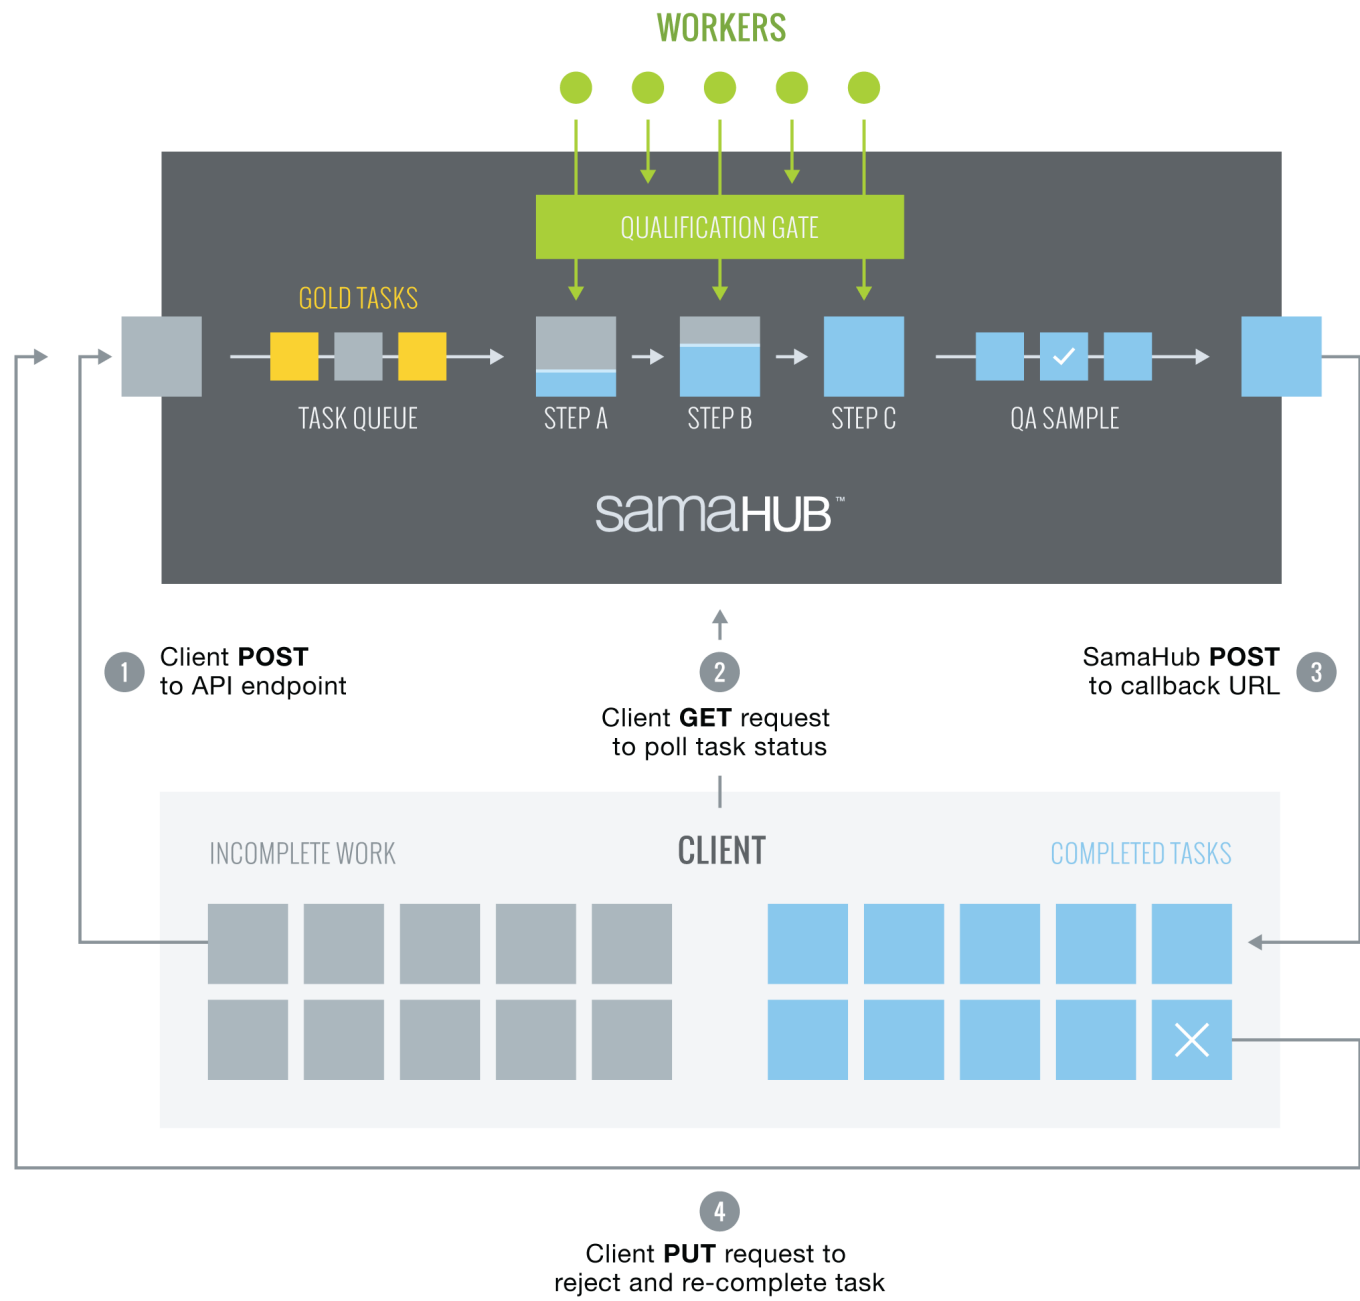 WORKERS
QUALIFICATION GATE
GOLD TASKS
TASK QUEUE
STEP A
STEP B
STEP C
QA SAMPLE
samaHUB™
1
Client POST
to API endpoint
2
Client GET request
to poll task status
SamaHub POST
to callback URL
3
INCOMPLETE WORK
CLIENT
COMPLETED TASKS
4
Client PUT request to
reject and re-complete task